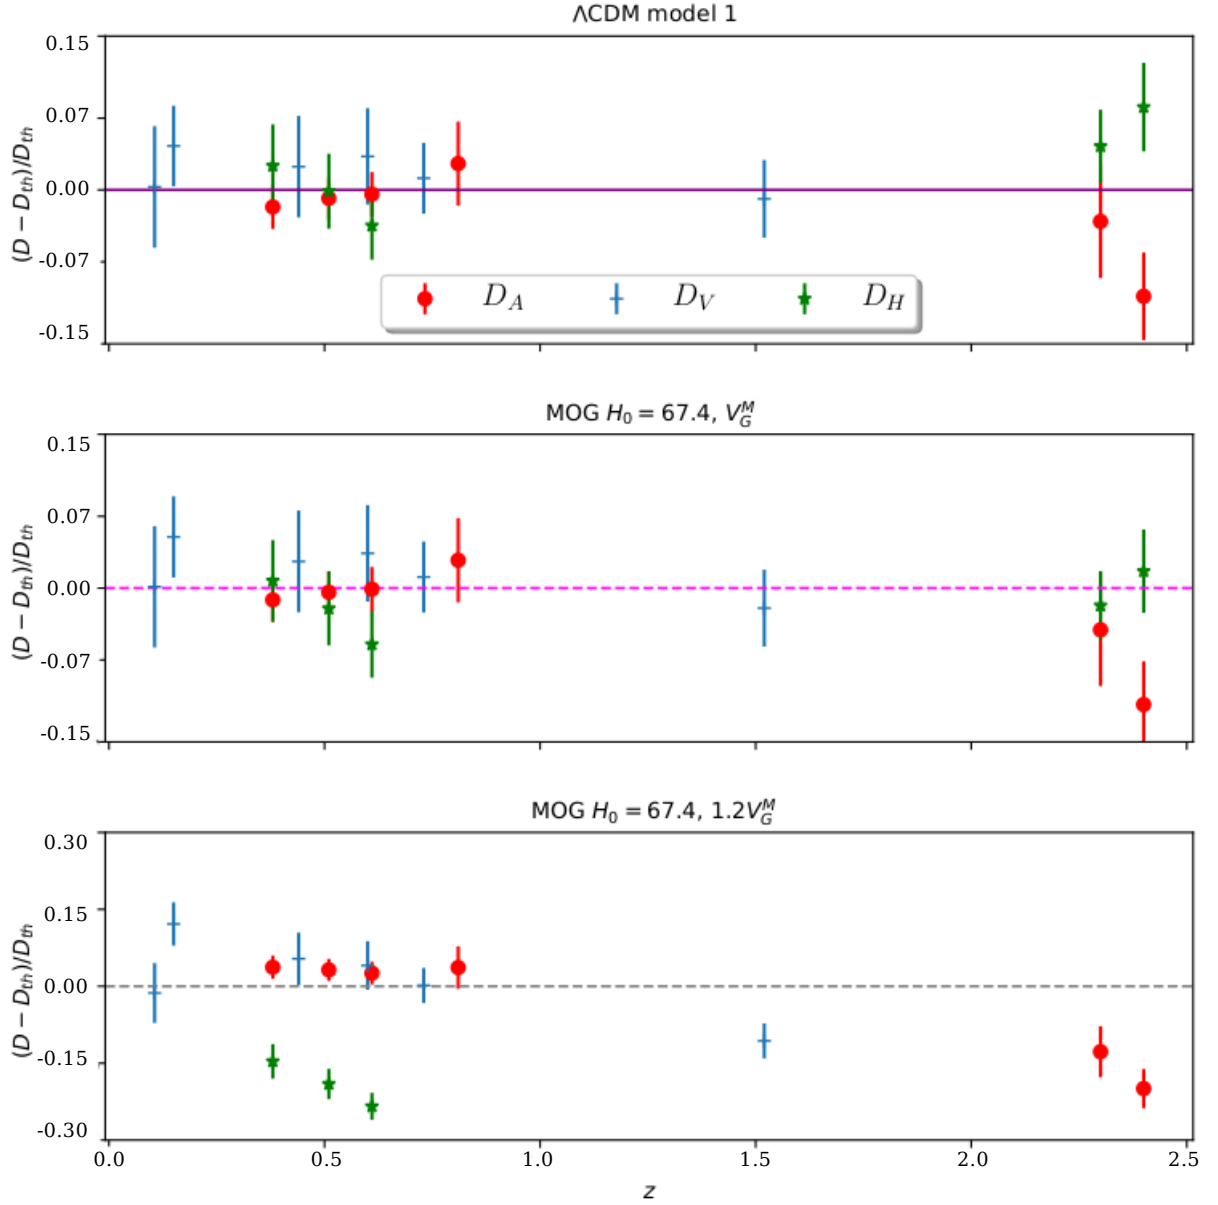 ΛCDM model 1
0.15
0.07
0.00
-0.07
-0.15
(D − D_th)/D_th
D_A D_V D_H
MOG H_0 = 67.4, V_G^M
0.15
0.07
0.00
-0.07
-0.15
(D − D_th)/D_th
MOG H_0 = 67.4, 1.2V_G^M
0.30
0.15
0.00
-0.15
-0.30
(D − D_th)/D_th
0.0 0.5 1.0 1.5 2.0 2.5
z